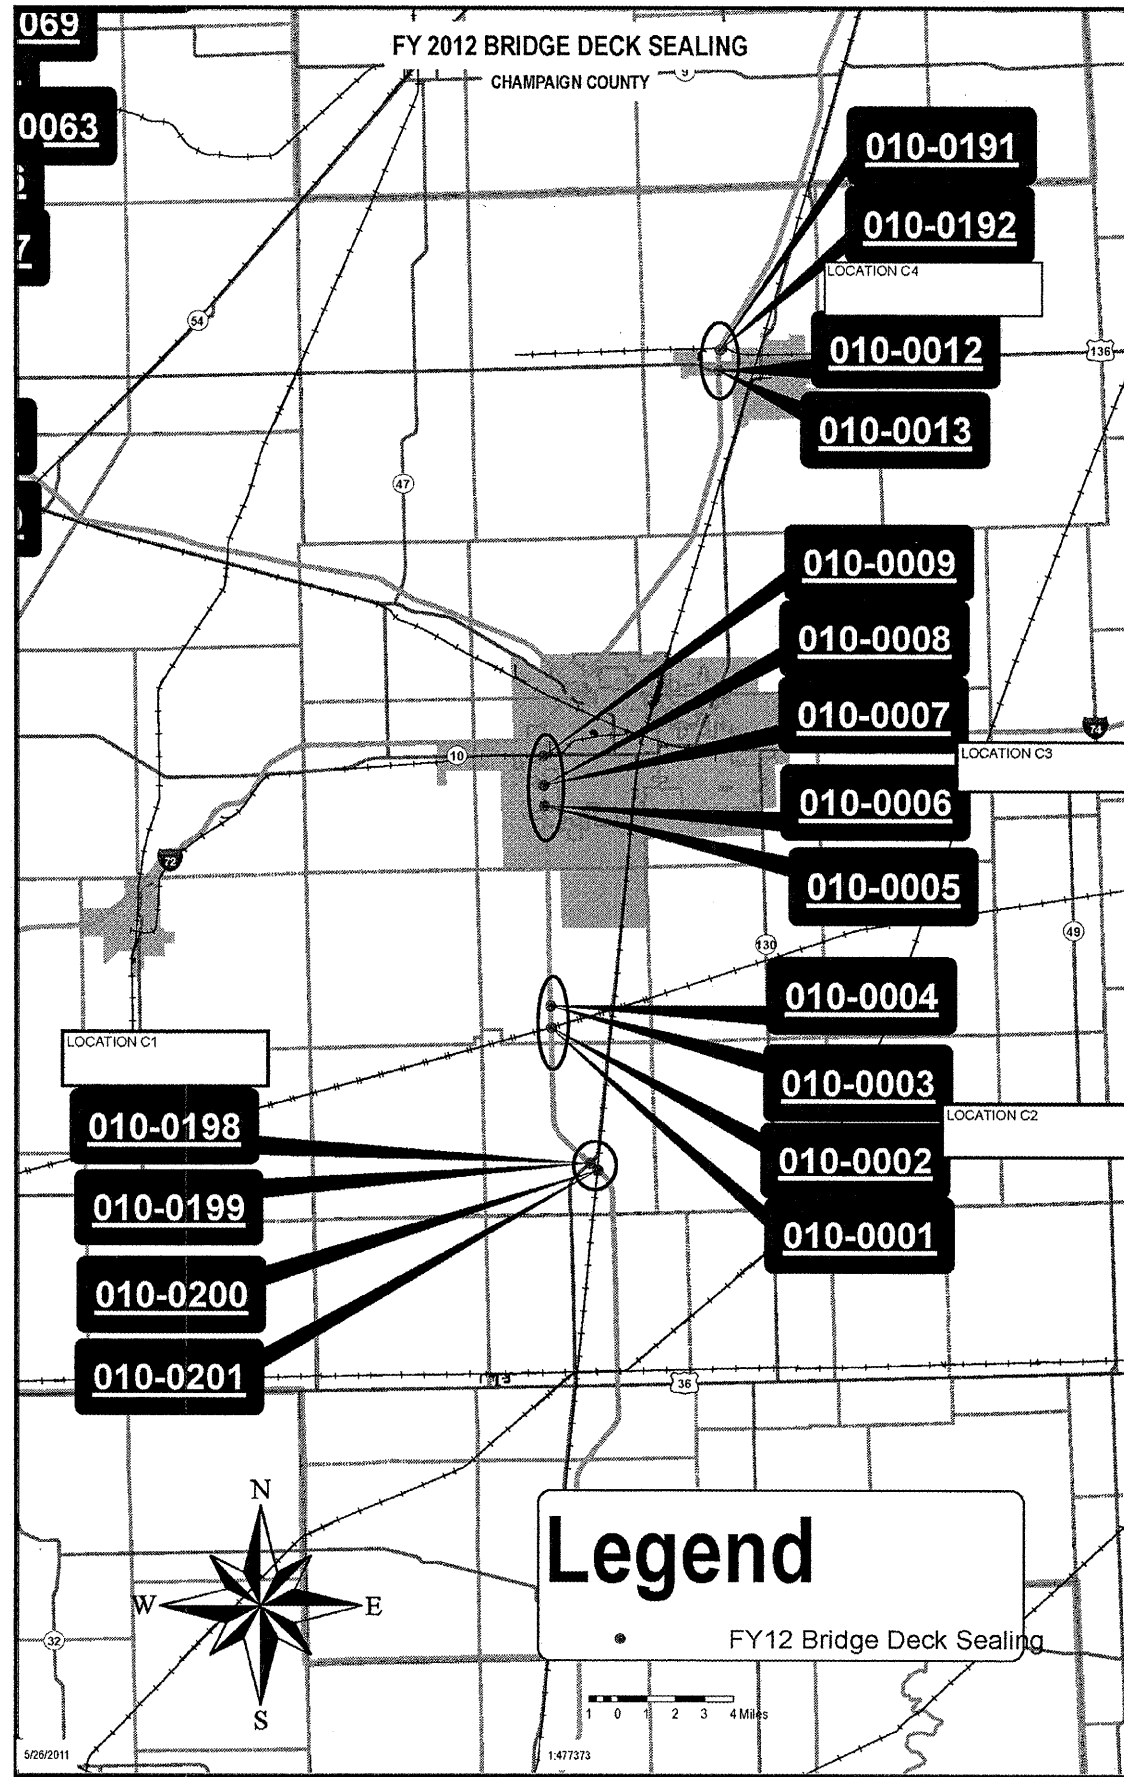 069
FY 2012 BRIDGE DECK SEALING
9
CHAMPAIGN COUNTY
0063
010-0191
010-0192
7
LOCATION C4
54
010-0012
136
010-0013
47
010-0009
010-0008
010-0007
74
10
LOCATION C3
010-0006
72
010-0005
49
130
010-0004
LOCATION C1
010-0003
LOCATION C2
010-0198
010-0002
010-0199
010-0001
010-0200
010-0201
36
N
Legend
W
E
32
FY12 Bridge Deck Sealing
S
1 0 1 2 3 4 Miles
5/26/2011
1:477373